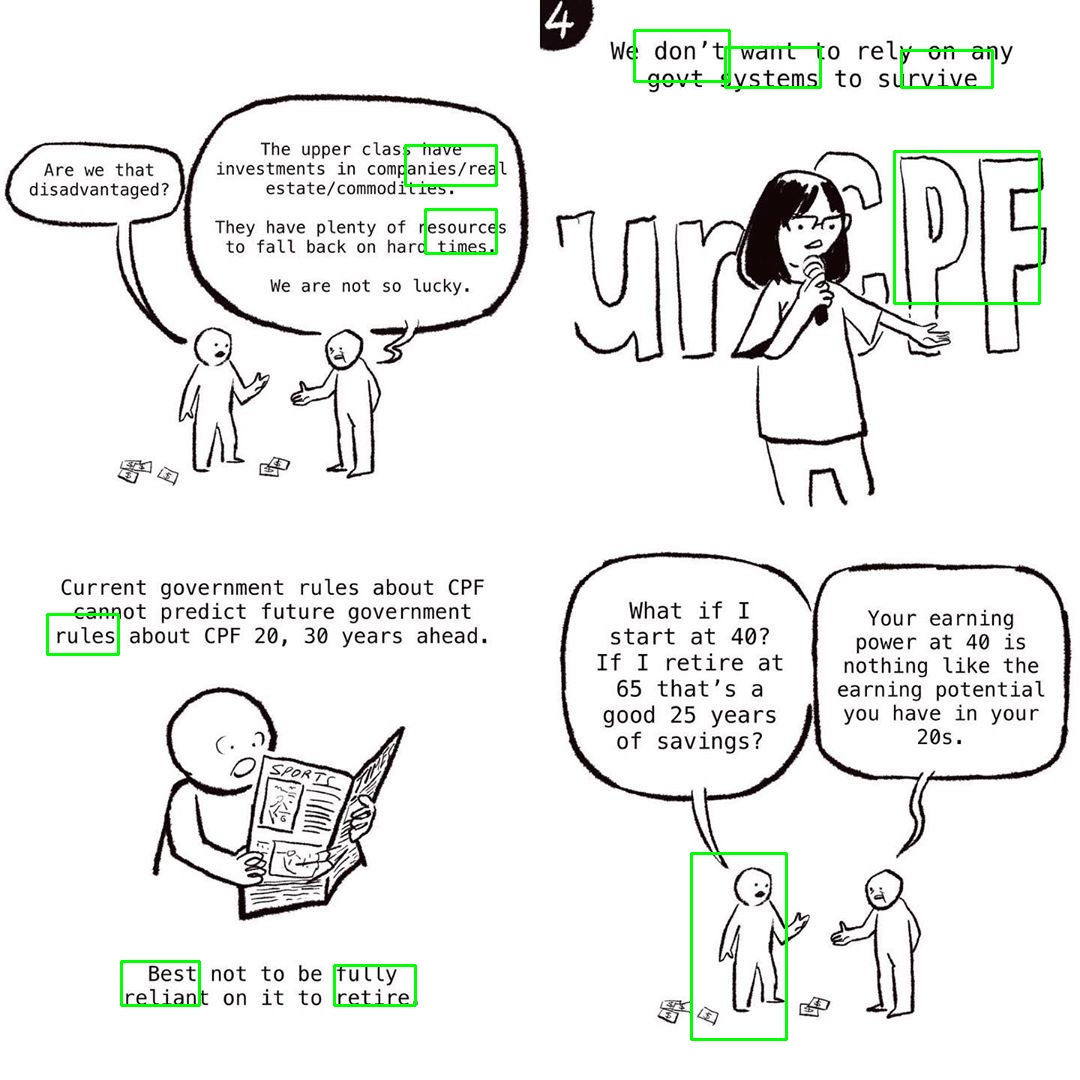 Are we that
disadvantaged?
The upper class have
investments in companies/real
estate/commodities.
They have plenty of resources
to fall back on hard times.
We are not so lucky.
4
We don't want to rely on any
govt systems to survive
ur CPF
Current government rules about CPF
cannot predict future government
rules about CPF 20, 30 years ahead.
SPORTS
Best not to be fully
reliant on it to retire.
What if I
start at 40?
If I retire at
65 that's a
good 25 years
of savings?
Your earning
power at 40 is
nothing like the
earning potential
you have in your
20s.